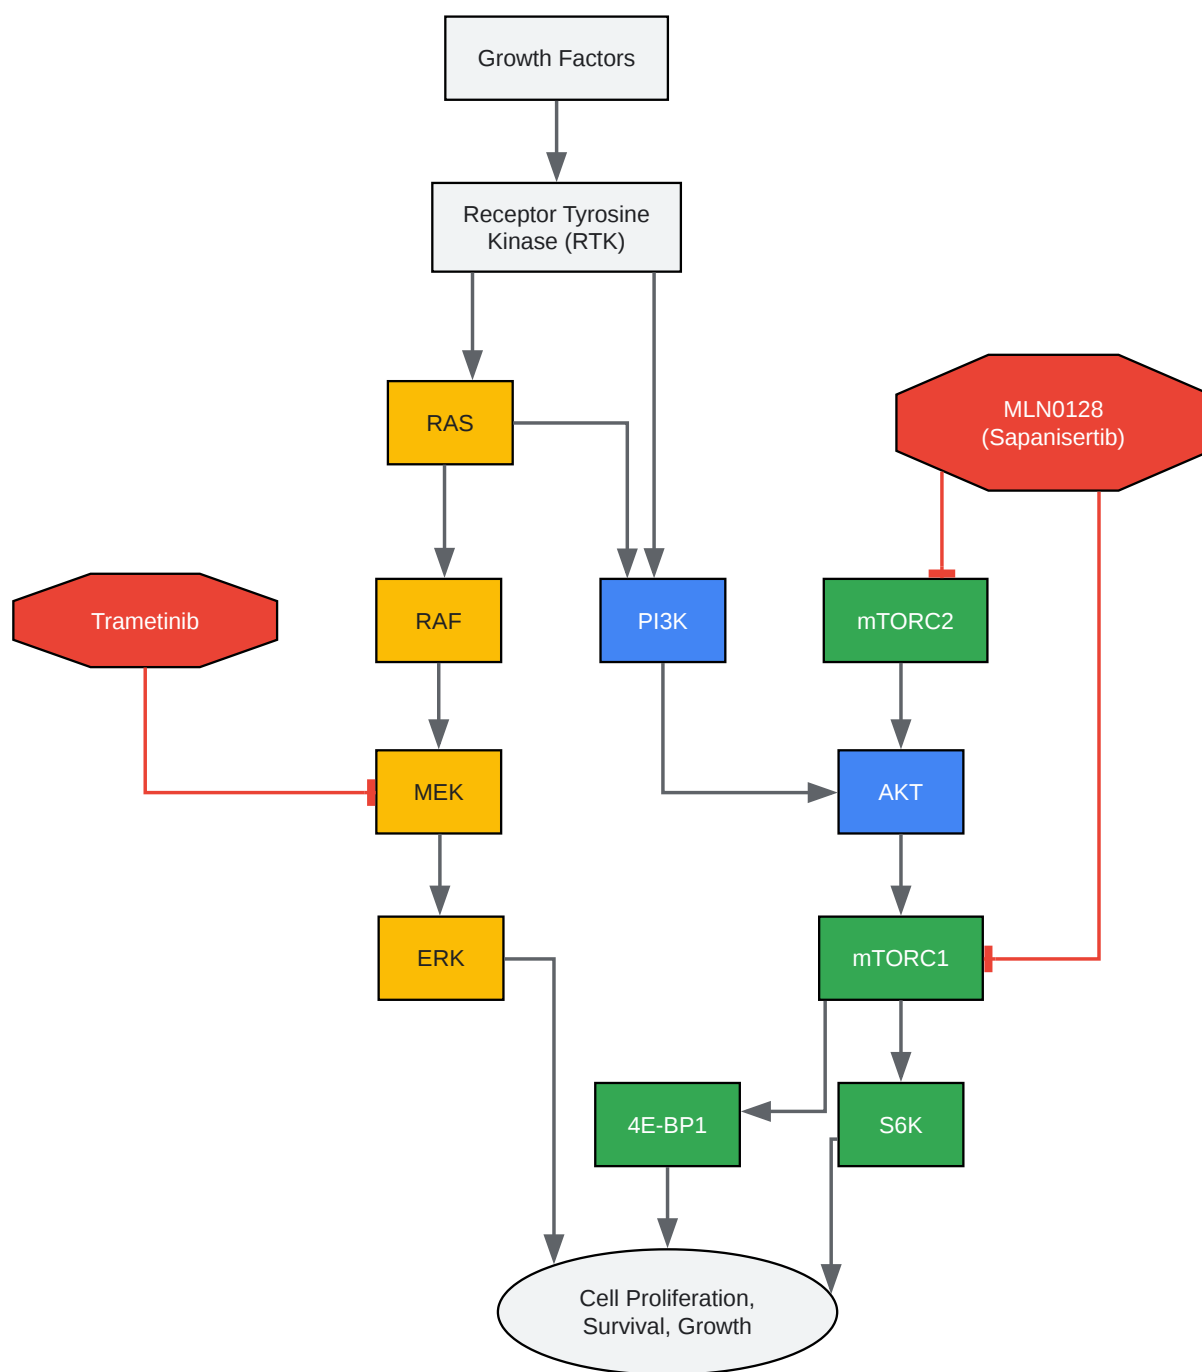 Growth Factors
Receptor Tyrosine
Kinase (RTK)
RAS
MLN0128
(Sapanisertib)
Trametinib
RAF
PI3K
mTORC2
MEK
AKT
ERK
mTORC1
4E-BP1
S6K
Cell Proliferation,
Survival, Growth